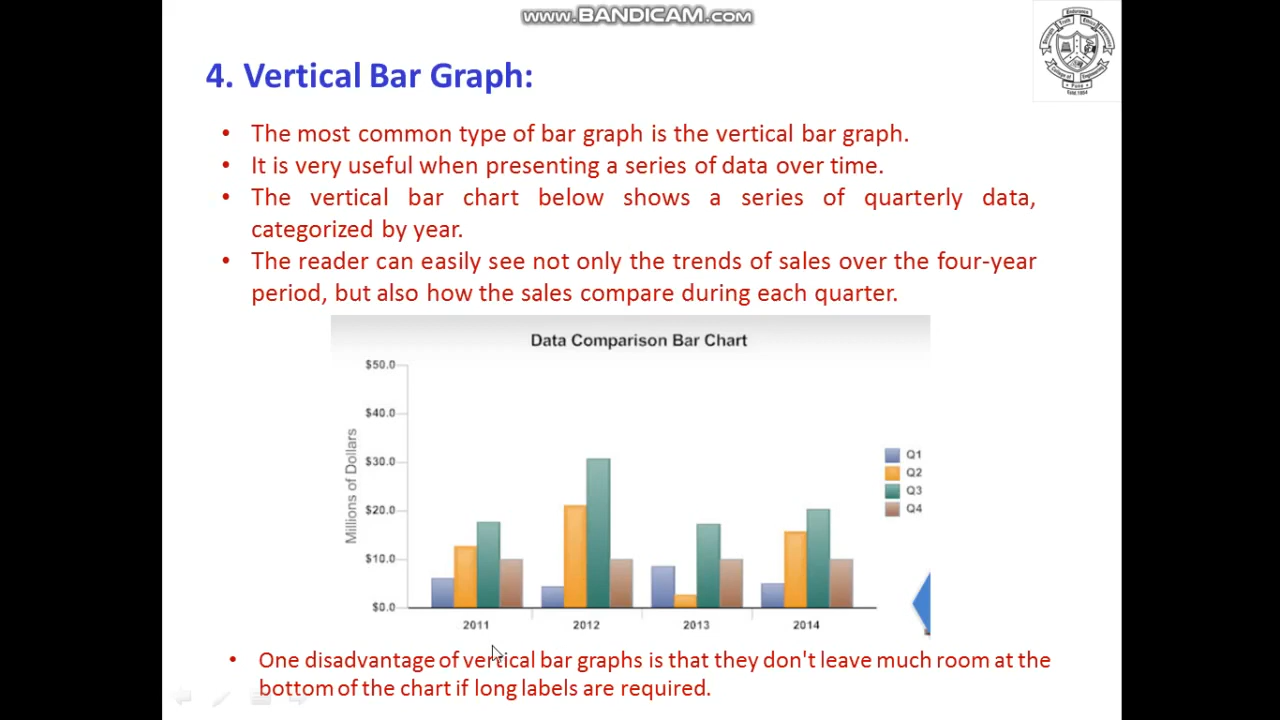 www.BANDICAM.com
4. Vertical Bar Graph:
• The most common type of bar graph is the vertical bar graph.
• It is very useful when presenting a series of data over time.
• The vertical bar chart below shows a series of quarterly data,
categorized by year.
• The reader can easily see not only the trends of sales over the four-year
period, but also how the sales compare during each quarter.
Data Comparison Bar Chart
Millions of Dollars
$50.0
$40.0
$30.0
$20.0
$10.0
$0.0
2011 2012 2013 2014
Q1
Q2
Q3
Q4
• One disadvantage of vertical bar graphs is that they don't leave much room at the
bottom of the chart if long labels are required.